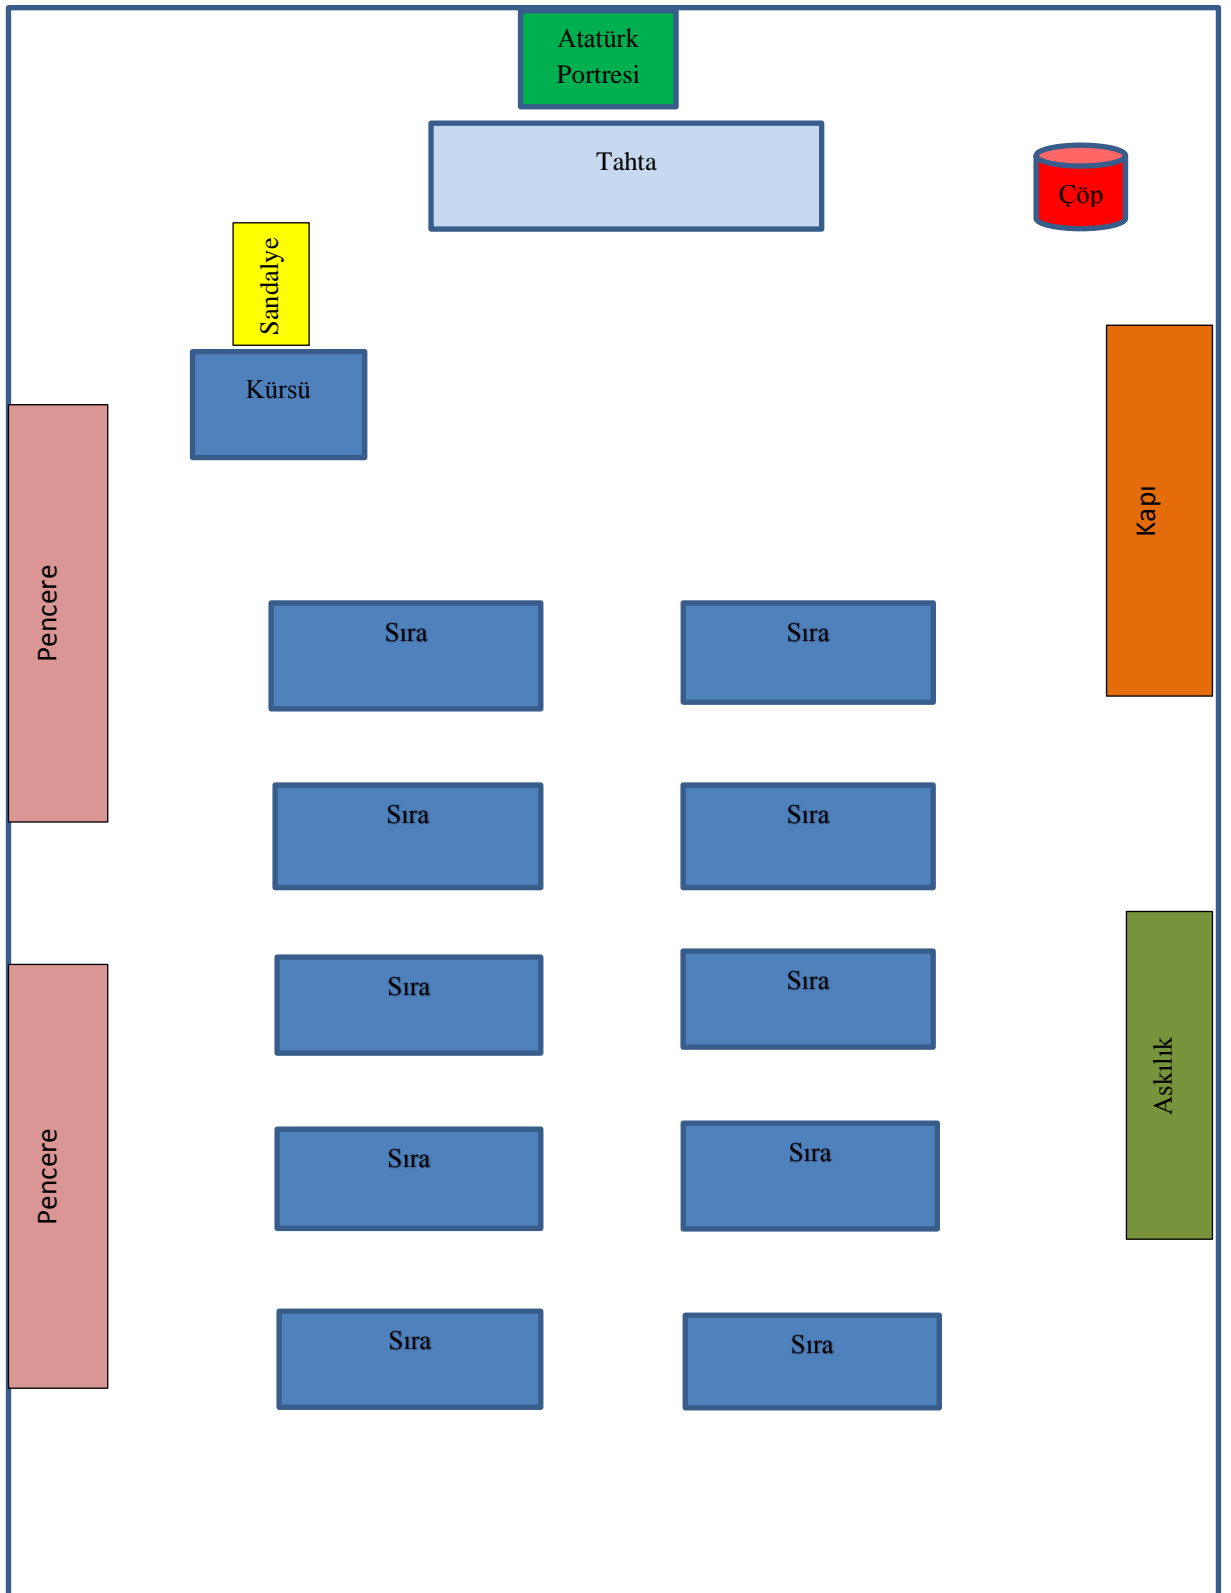 Atatürk
Portresi
Tahta
Çöp
Sandalye
Kürsü
Kapı
Pencere
Sıra
Sıra
Sıra
Sıra
Sıra
Sıra
Askılık
Pencere
Sıra
Sıra
Sıra
Sıra